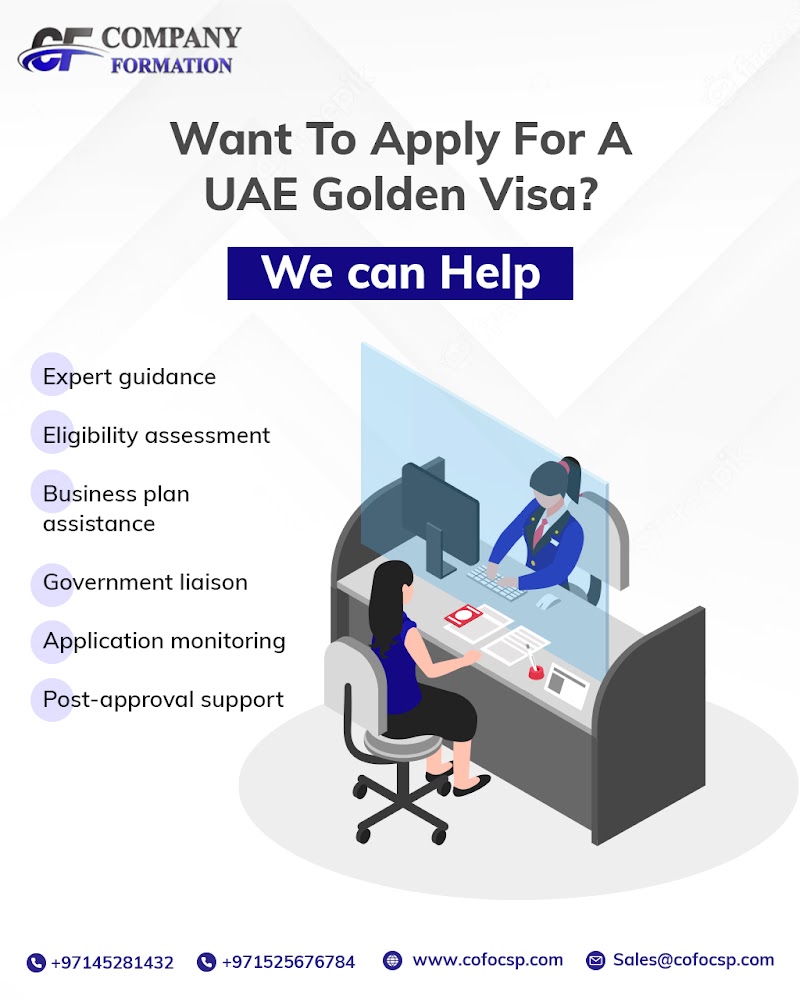 CF COMPANY
FORMATION
Want To Apply For A
UAE Golden Visa?
We can Help
Expert guidance
Eligibility assessment
Business plan
assistance
Government liaison
Application monitoring
Post-approval support
+97145281432 +971525676784 www.cofocsp.com Sales@cofocsp.com